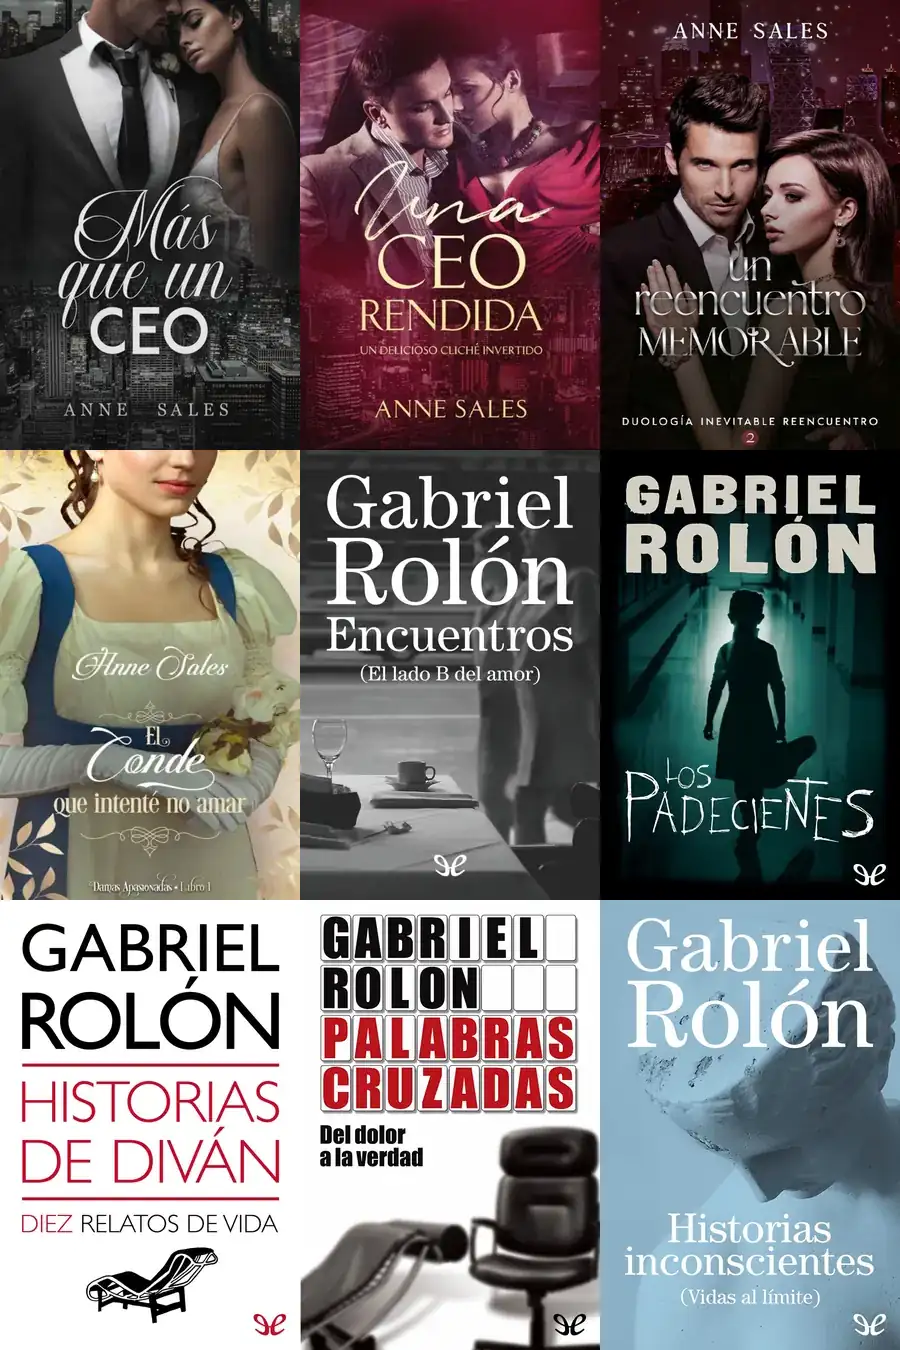 Más
que un
CEO
ANNE SALES
Una
CEO
RENDIDA
UN DELICIOSO CLICHÉ INVERTIDO
ANNE SALES
ANNE SALES
un
reencuentro
MEMORABLE
DUOLOGÍA INEVITABLE REENCUENTRO
2
Anne Sales
El
Conde
que intenté no amar
Damas Apasionadas • Libro 1
Gabriel
Rolón
Encuentros
(El lado B del amor)
GABRIEL
ROLÓN
LOS
PADECIENTES
GABRIEL
ROLÓN
HISTORIAS
DE DIVÁN
DIEZ RELATOS DE VIDA
GABRIEL
ROLON
PALABRAS
CRUZADAS
Del dolor
a la verdad
Gabriel
Rolón
Historias
inconscientes
(Vidas al límite)